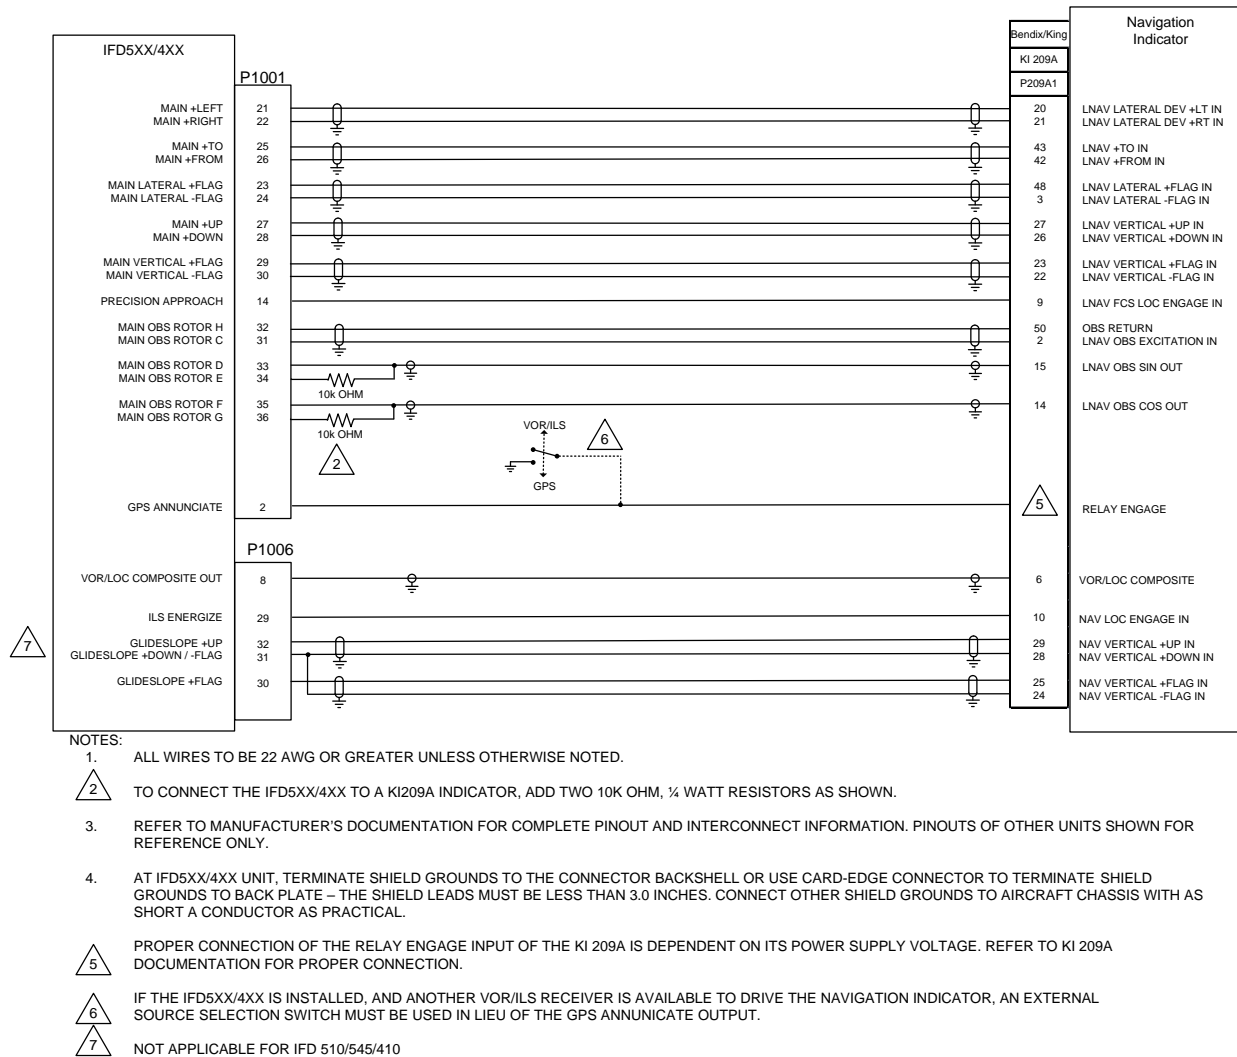 Navigation
Indicator
Bendix/King
KI 209A
P209A1
IFD5XX/4XX
P1001
MAIN +LEFT 21 20 LNAV LATERAL DEV +LT IN
MAIN +RIGHT 22 21 LNAV LATERAL DEV +RT IN
MAIN +TO 25 43 LNAV +TO IN
MAIN +FROM 26 42 LNAV +FROM IN
MAIN LATERAL +FLAG 23 48 LNAV LATERAL +FLAG IN
MAIN LATERAL -FLAG 24 3 LNAV LATERAL -FLAG IN
MAIN +UP 27 27 LNAV VERTICAL +UP IN
MAIN +DOWN 28 26 LNAV VERTICAL +DOWN IN
MAIN VERTICAL +FLAG 29 23 LNAV VERTICAL +FLAG IN
MAIN VERTICAL -FLAG 30 22 LNAV VERTICAL -FLAG IN
PRECISION APPROACH 14 9 LNAV FCS LOC ENGAGE IN
MAIN OBS ROTOR H 32 50 OBS RETURN
MAIN OBS ROTOR C 31 2 LNAV OBS EXCITATION IN
MAIN OBS ROTOR D 33 15 LNAV OBS SIN OUT
MAIN OBS ROTOR E 34
10k OHM
MAIN OBS ROTOR F 35 14 LNAV OBS COS OUT
MAIN OBS ROTOR G 36
10k OHM
2
VOR/ILS
6
GPS
GPS ANNUNCIATE 2 5 RELAY ENGAGE
P1006
VOR/LOC COMPOSITE OUT 8 6 VOR/LOC COMPOSITE
ILS ENERGIZE 29 10 NAV LOC ENGAGE IN
7
GLIDESLOPE +UP 32 29 NAV VERTICAL +UP IN
GLIDESLOPE +DOWN / -FLAG 31 28 NAV VERTICAL +DOWN IN
GLIDESLOPE +FLAG 30 25 NAV VERTICAL +FLAG IN
24 NAV VERTICAL -FLAG IN
NOTES:
1. ALL WIRES TO BE 22 AWG OR GREATER UNLESS OTHERWISE NOTED.
2 TO CONNECT THE IFD5XX/4XX TO A KI209A INDICATOR, ADD TWO 10K OHM, ¼ WATT RESISTORS AS SHOWN.
3. REFER TO MANUFACTURER'S DOCUMENTATION FOR COMPLETE PINOUT AND INTERCONNECT INFORMATION. PINOUTS OF OTHER UNITS SHOWN FOR
REFERENCE ONLY.
4. AT IFD5XX/4XX UNIT, TERMINATE SHIELD GROUNDS TO THE CONNECTOR BACKSHELL OR USE CARD-EDGE CONNECTOR TO TERMINATE SHIELD
GROUNDS TO BACK PLATE – THE SHIELD LEADS MUST BE LESS THAN 3.0 INCHES. CONNECT OTHER SHIELD GROUNDS TO AIRCRAFT CHASSIS WITH AS
SHORT A CONDUCTOR AS PRACTICAL.
5 PROPER CONNECTION OF THE RELAY ENGAGE INPUT OF THE KI 209A IS DEPENDENT ON ITS POWER SUPPLY VOLTAGE. REFER TO KI 209A
DOCUMENTATION FOR PROPER CONNECTION.
6 IF THE IFD5XX/4XX IS INSTALLED, AND ANOTHER VOR/ILS RECEIVER IS AVAILABLE TO DRIVE THE NAVIGATION INDICATOR, AN EXTERNAL
SOURCE SELECTION SWITCH MUST BE USED IN LIEU OF THE GPS ANNUNICATE OUTPUT.
7 NOT APPLICABLE FOR IFD 510/545/410